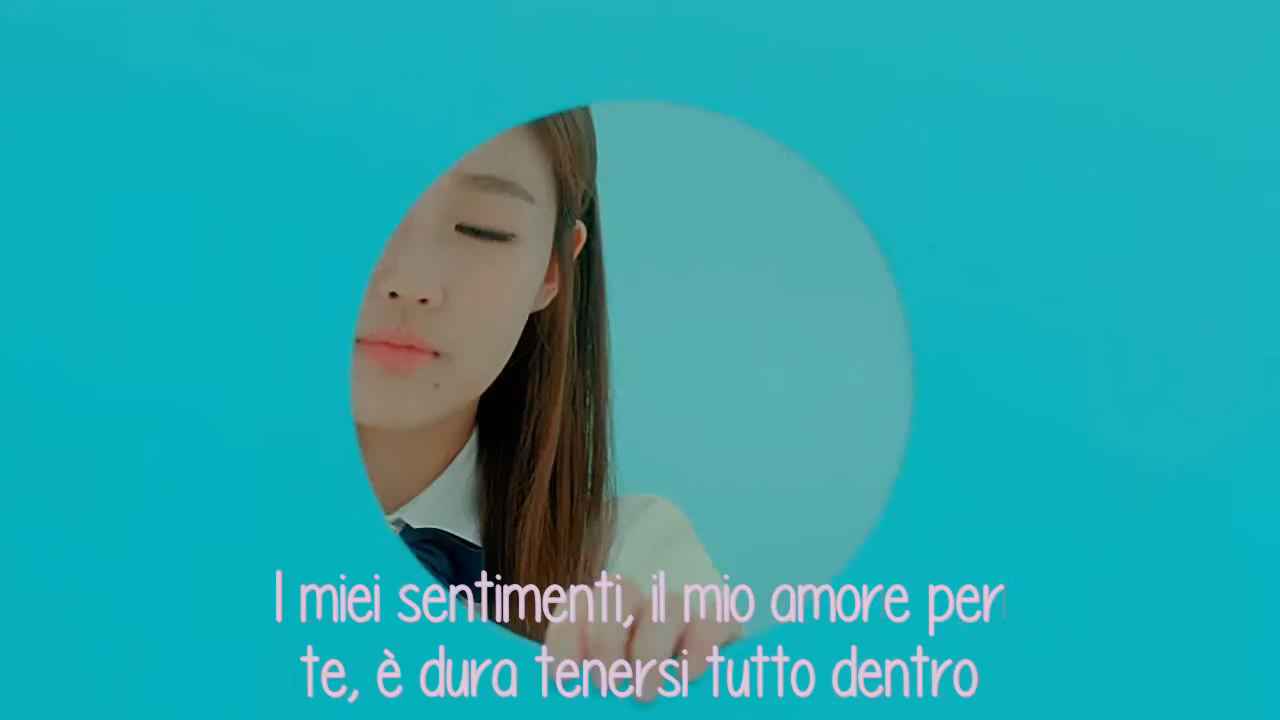 I miei sentimenti, il mio amore per
te, è dura tenersi tutto dentro